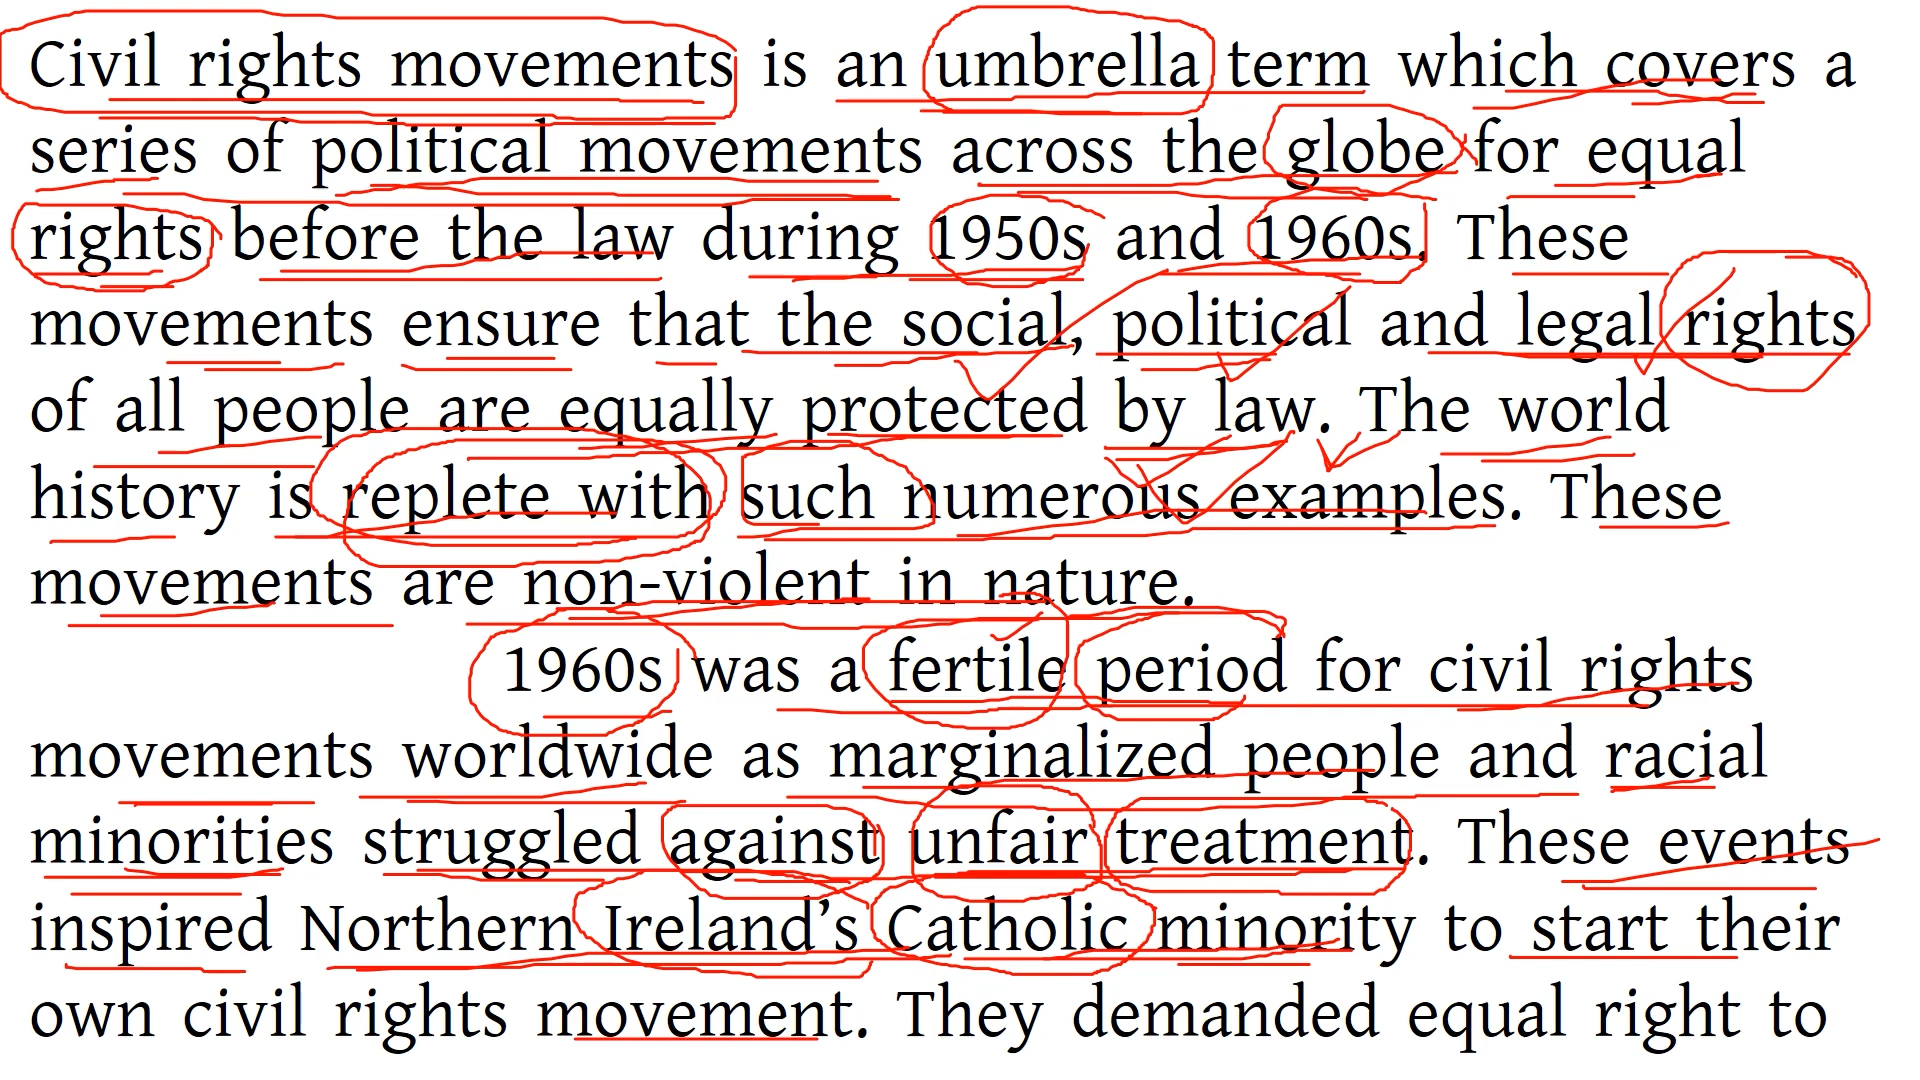 Civil rights movements is an umbrella term which covers a
series of political movements across the globe for equal
rights before the law during 1950s and 1960s. These
movements ensure that the social, political and legal rights
of all people are equally protected by law. The world
history is replete with such numerous examples. These
movements are non-violent in nature.
1960s was a fertile period for civil rights
movements worldwide as marginalized people and racial
minorities struggled against unfair treatment. These events
inspired Northern Ireland’s Catholic minority to start their
own civil rights movement. They demanded equal right to